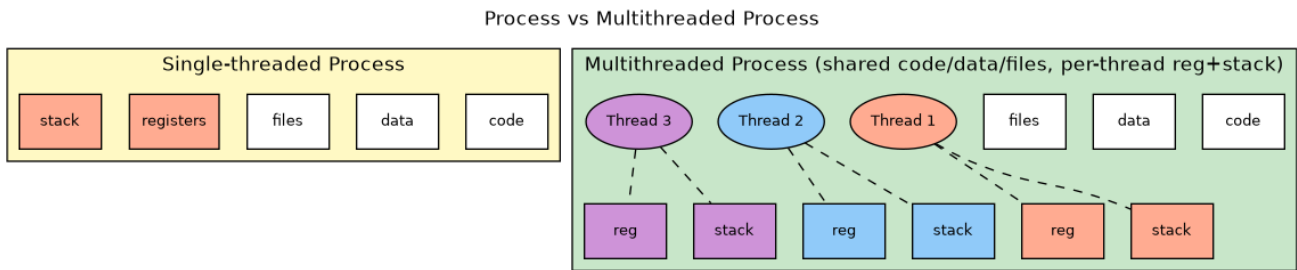 Process vs Multithreaded Process
Single-threaded Process
stack
registers
files
data
code
Multithreaded Process (shared code/data/files, per-thread reg+stack)
Thread 3
Thread 2
Thread 1
files
data
code
reg
stack
reg
stack
reg
stack